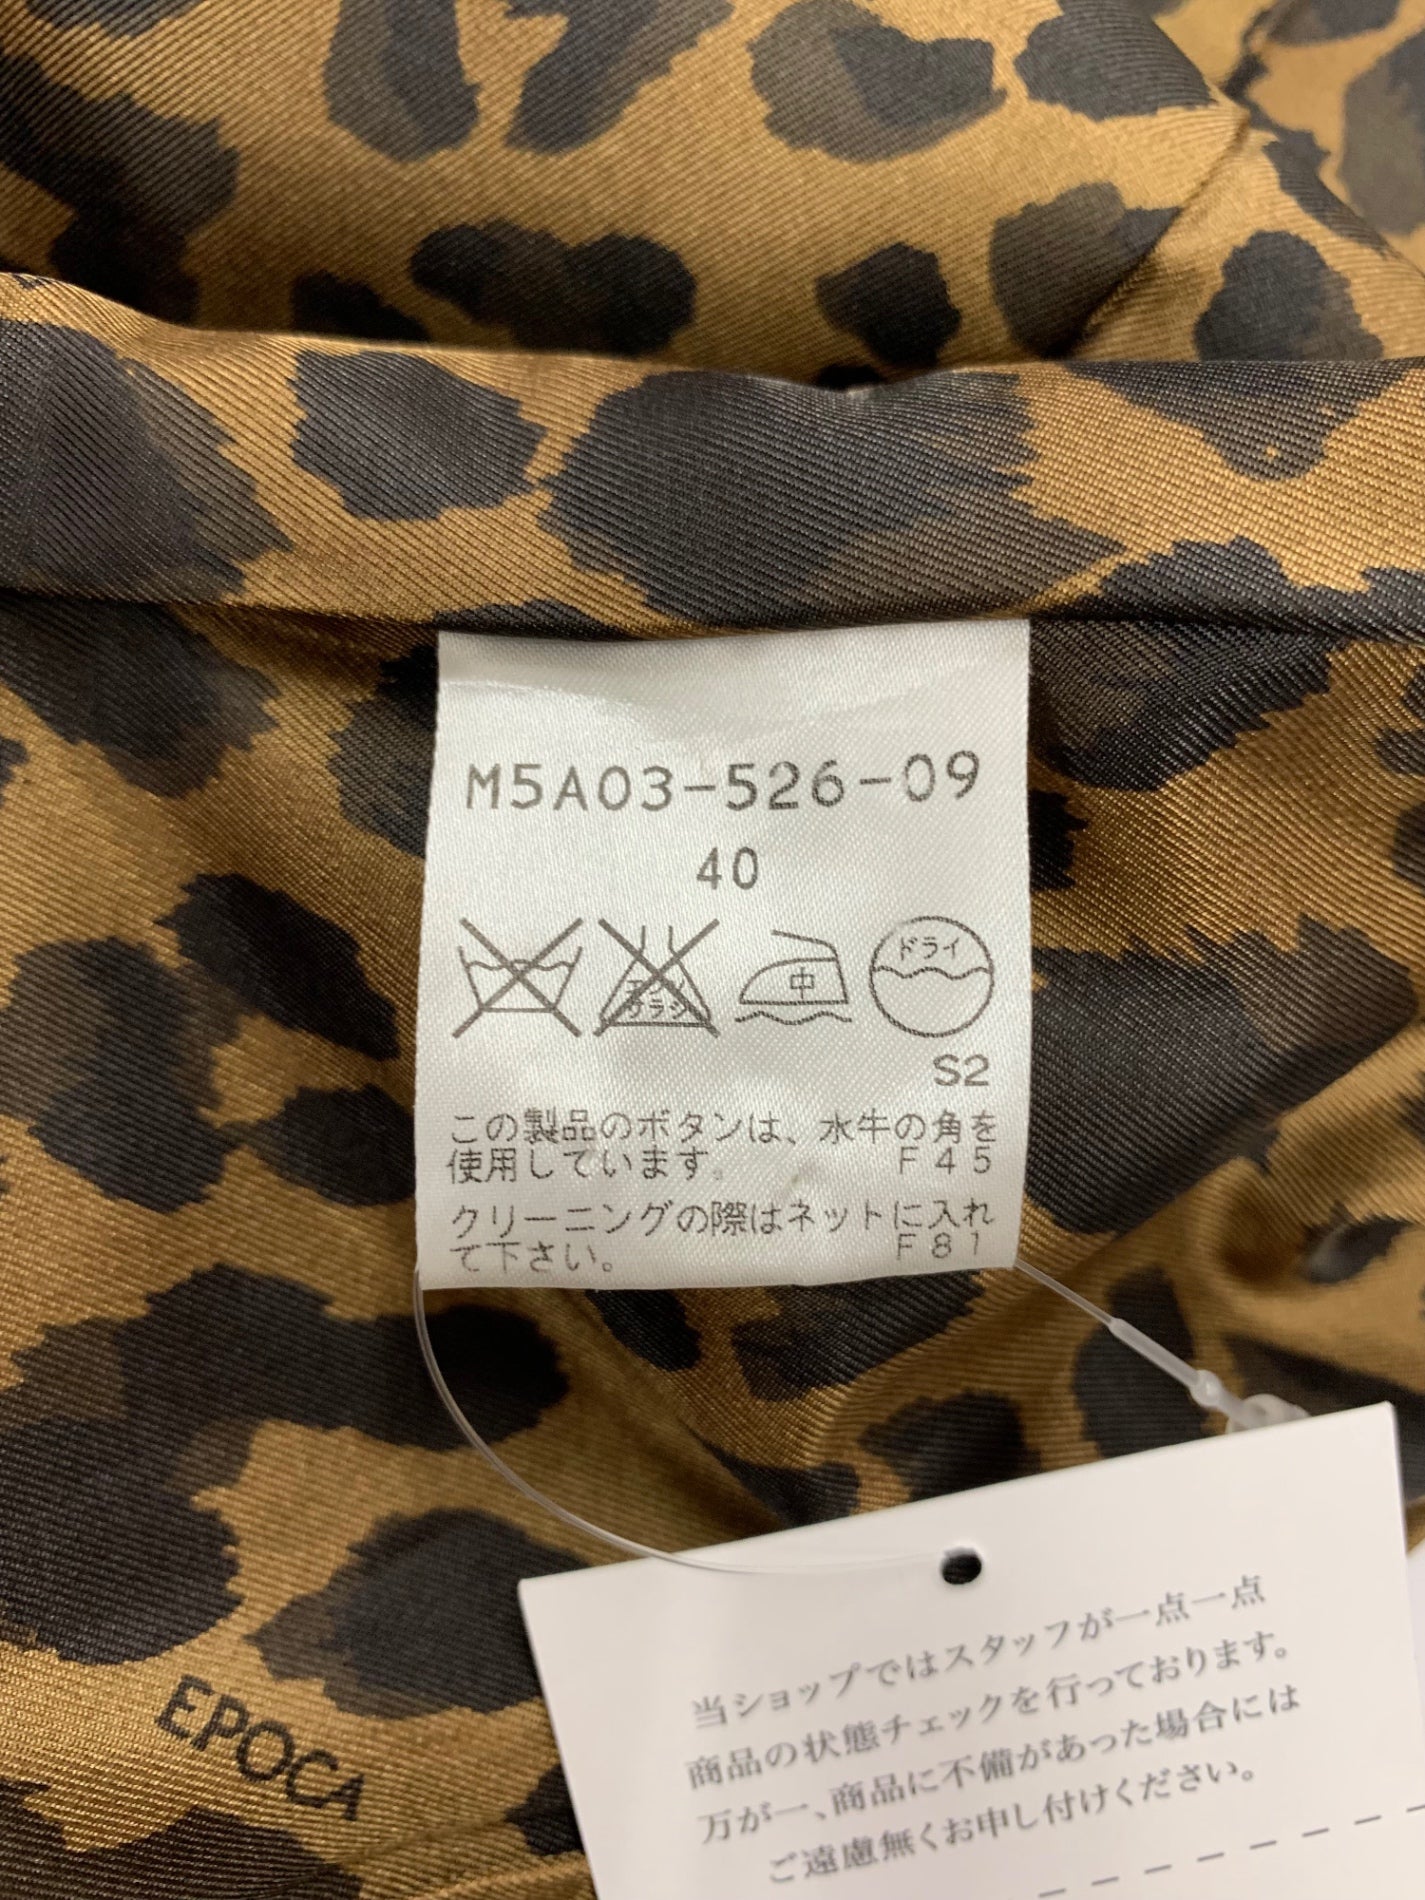 M5A03-526-09
40
エンソ
サラシ
中
ドライ
S2
この製品のボタンは、水牛の角を
使用しています。 F45
クリーニングの際はネットに入れ
て下さい。 F81
EPOCA
当ショップではスタッフが一点一点
商品の状態チェックを行っております。
万が一、商品に不備があった場合には
ご遠慮無くお申し付けください。